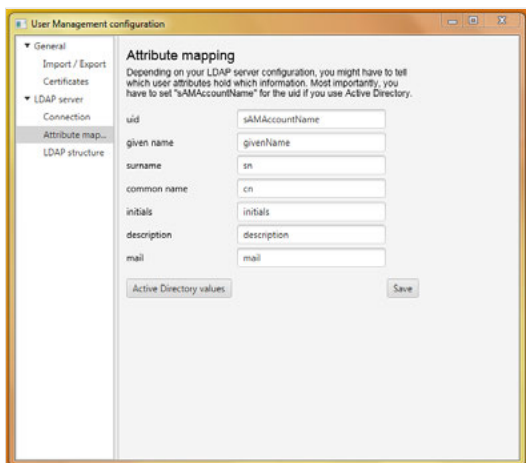 User Management configuration
▼ General
Import / Export
Certificates
▼ LDAP server
Connection
Attribute map...
LDAP structure
Attribute mapping
Depending on your LDAP server configuration, you might have to tell
which user attributes hold which information. Most importantly, you
have to set "sAMAccountName" for the uid if you use Active Directory.
uid sAMAccountName
given name givenName
surname sn
common name cn
initials initials
description description
mail mail
Active Directory values Save